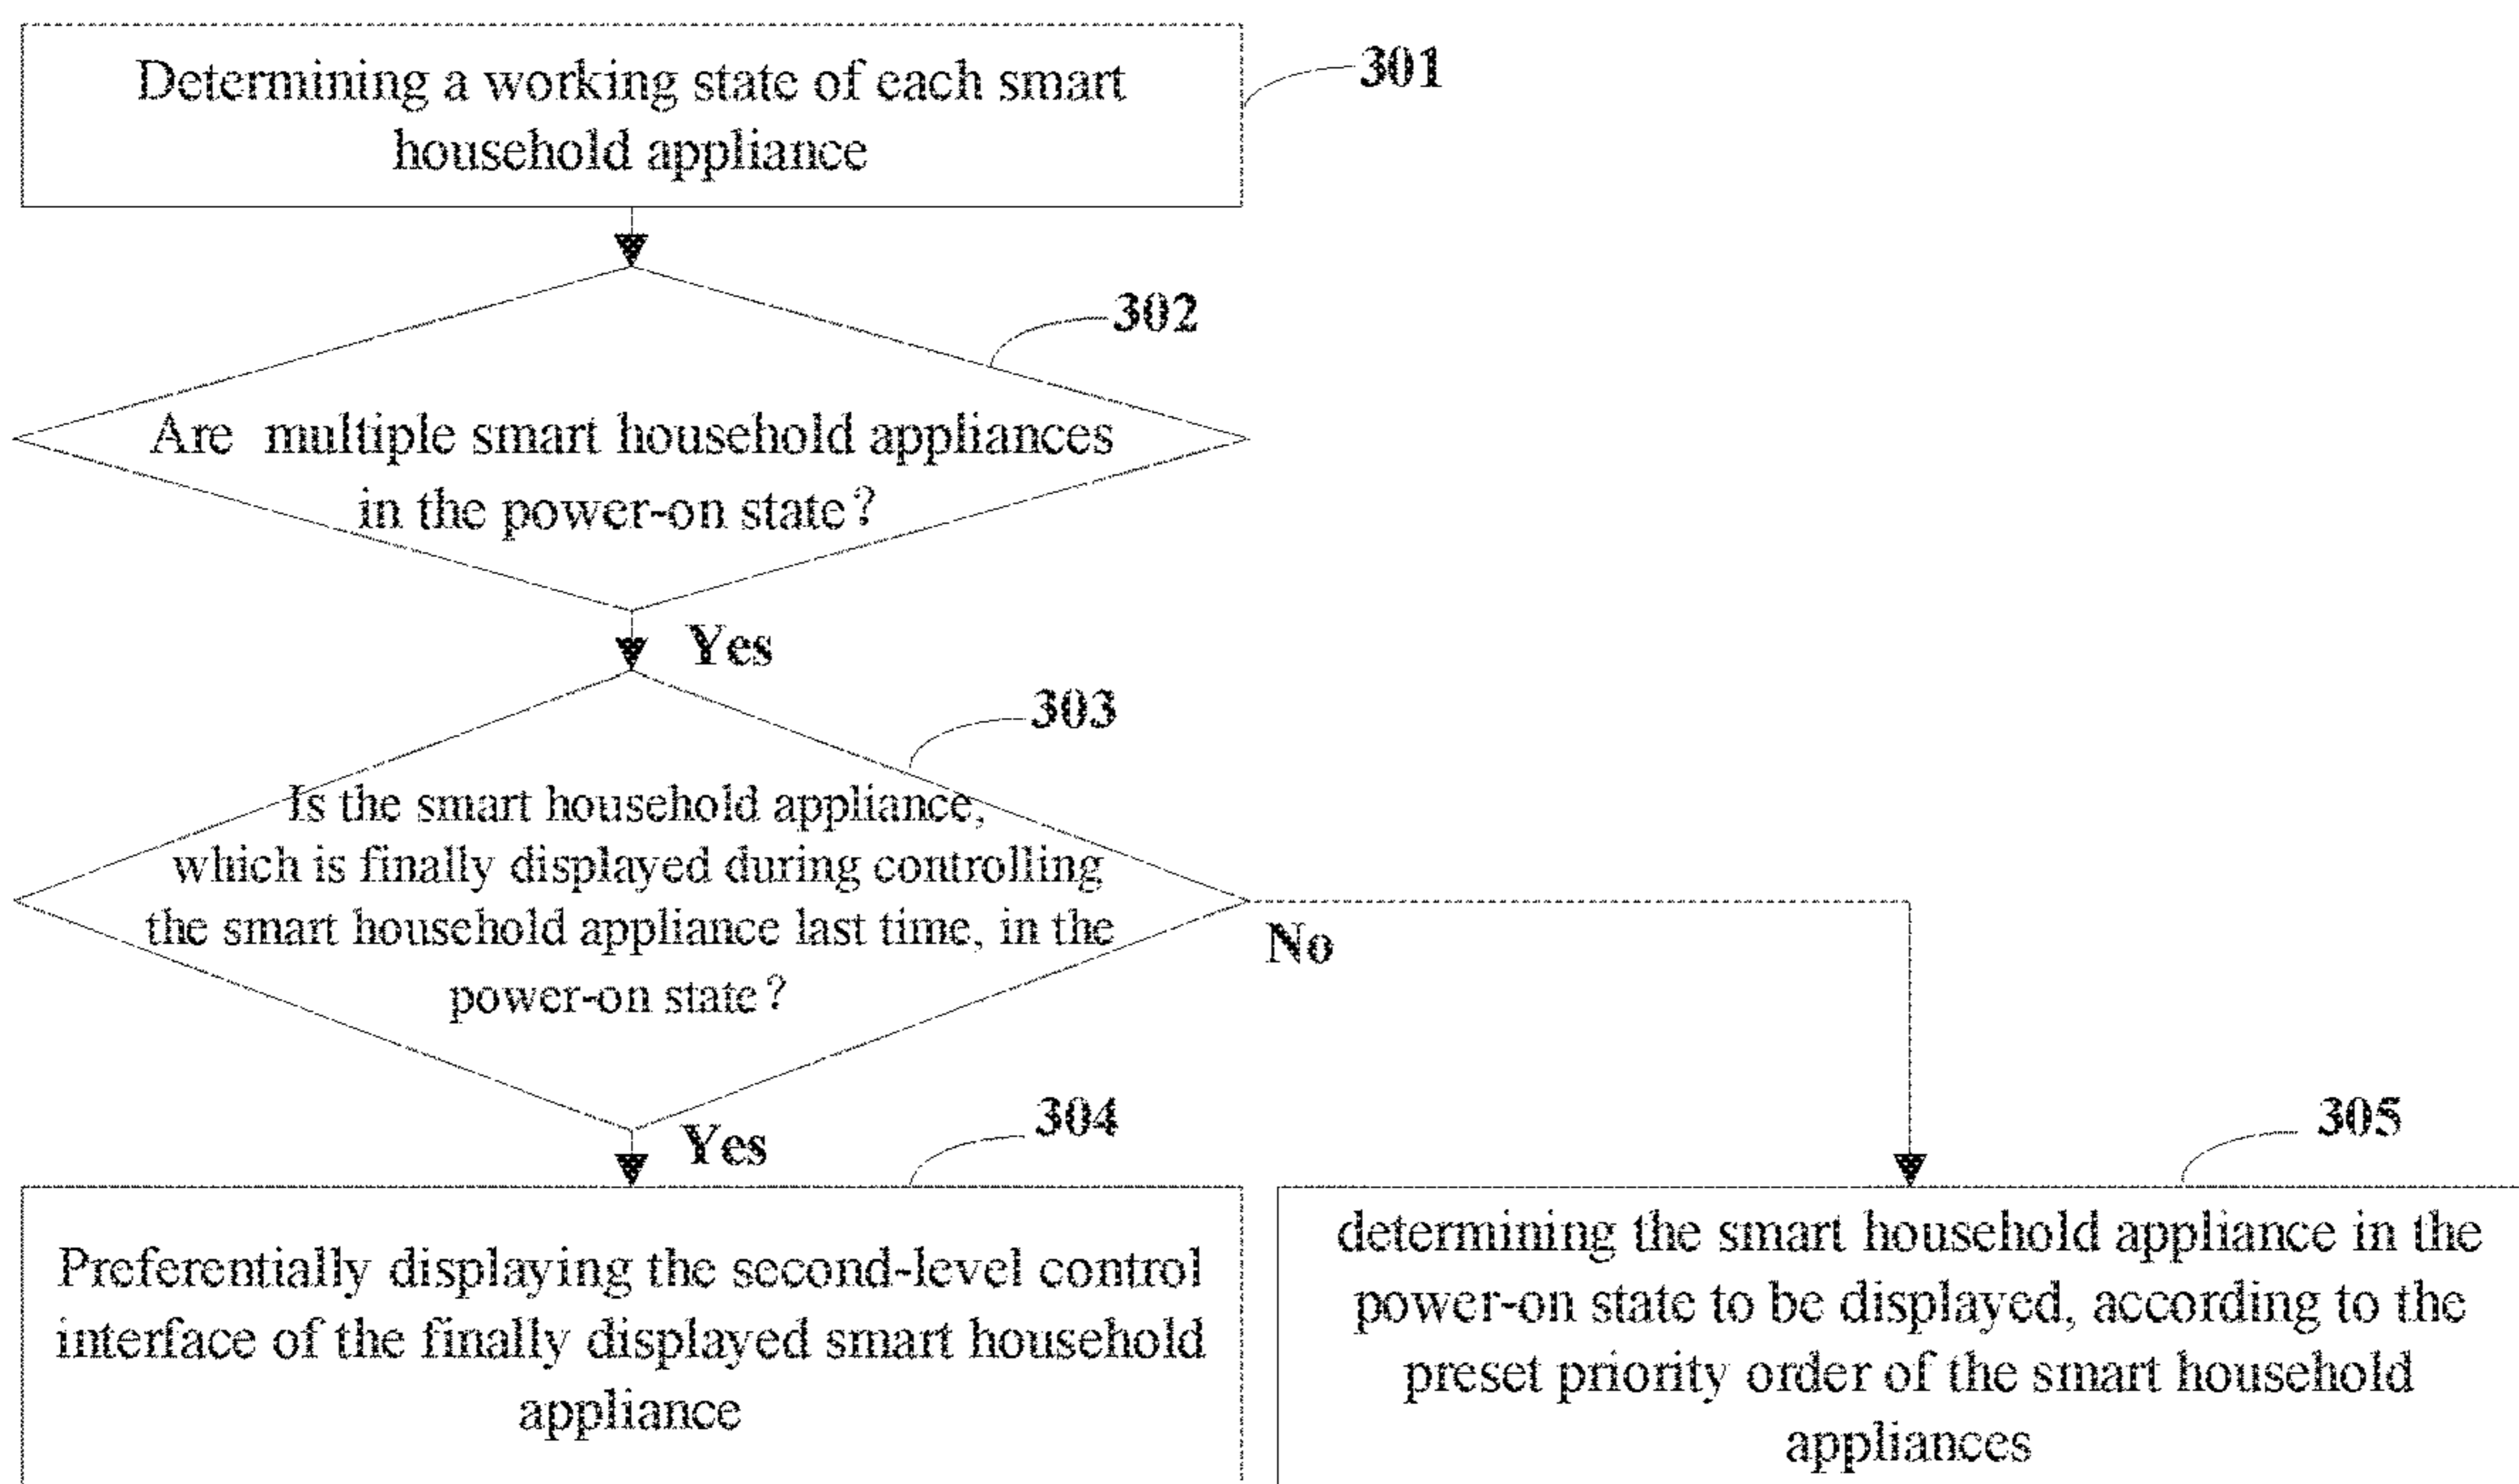 Determining a working state of each smart
household appliance
301
302
Are multiple smart household appliances
in the power-on state?
Yes
303
Is the smart household appliance,
which is finally displayed during controlling
the smart household appliance last time, in the
power-on state?
No
Yes
304
305
Preferentially displaying the second-level control
interface of the finally displayed smart household
appliance
determining the smart household appliance in the
power-on state to be displayed, according to the
preset priority order of the smart household
appliances